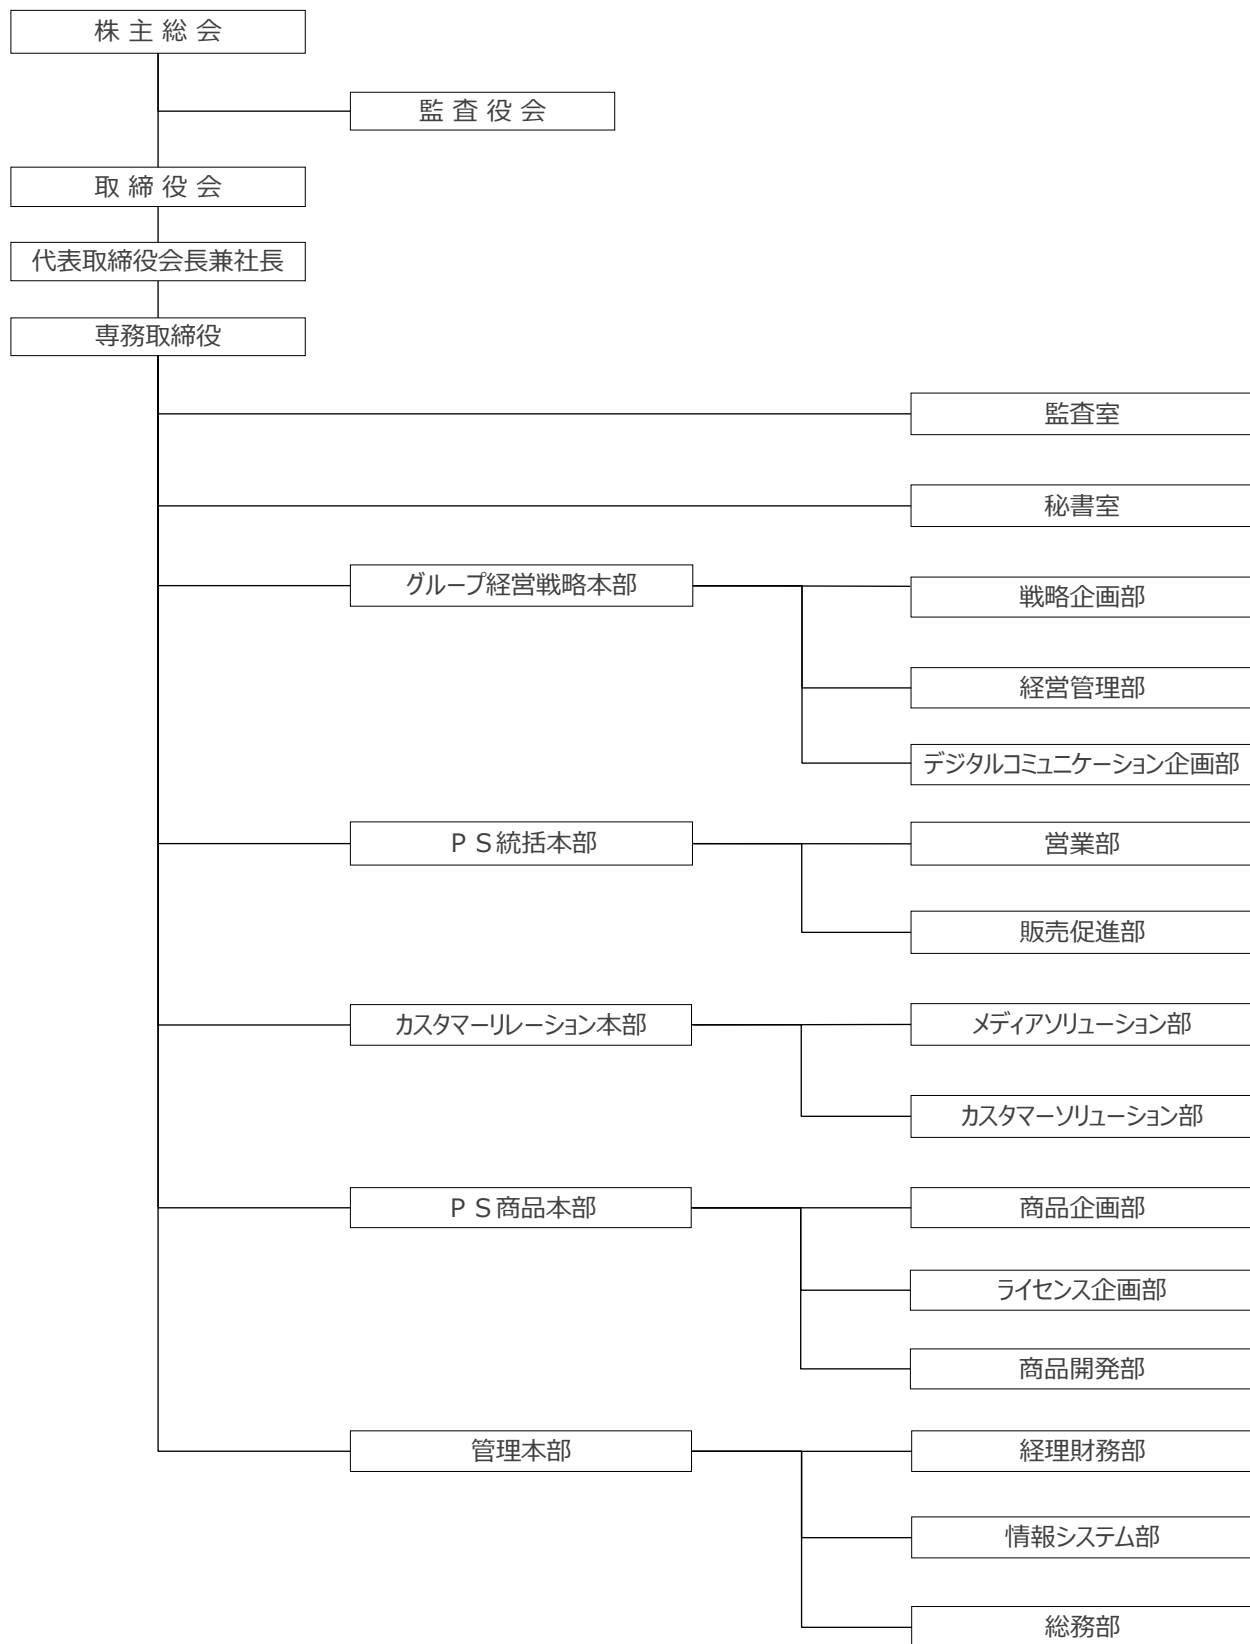 株主総会
監査役会
取締役会
代表取締役会長兼社長
専務取締役
監査室
秘書室
グループ経営戦略本部
戦略企画部
経営管理部
デジタルコミュニケーション企画部
ＰＳ統括本部
営業部
販売促進部
カスタマーリレーション本部
メディアソリューション部
カスタマーソリューション部
ＰＳ商品本部
商品企画部
ライセンス企画部
商品開発部
管理本部
経理財務部
情報システム部
総務部